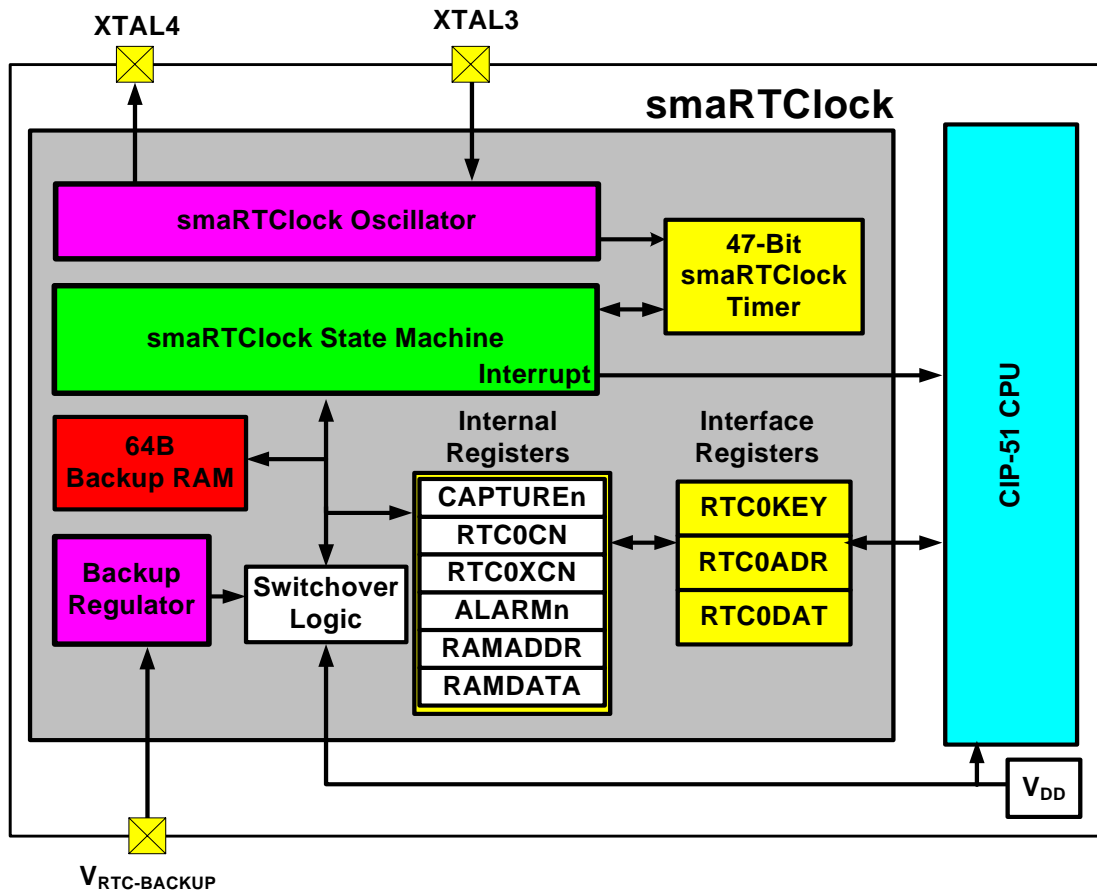 XTAL4
XTAL3
smaRTClock
smaRTClock Oscillator
47-Bit
smaRTClock
Timer
smaRTClock State Machine
Interrupt
64B
Backup RAM
Internal
Registers
Interface
Registers
CAPTUREn
RTC0CN
RTC0XCN
ALARMn
RAMADDR
RAMDATA
RTC0KEY
RTC0ADR
RTC0DAT
Backup
Regulator
Switchover
Logic
CIP-51 CPU
VDD
VRTC-BACKUP